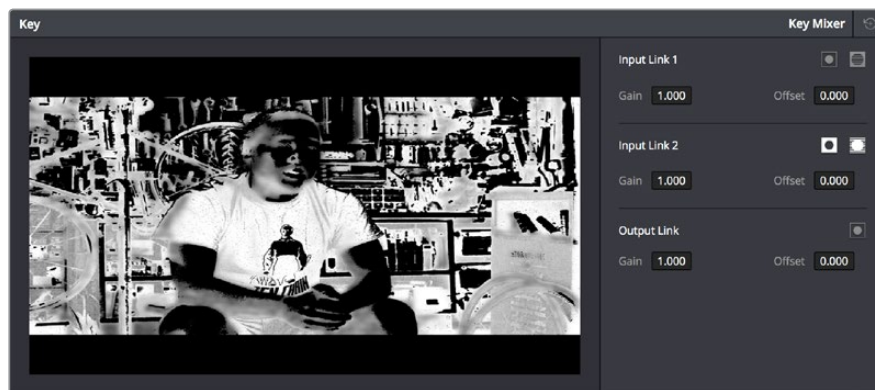 Key
Key Mixer
Input Link 1
Gain 1.000 Offset 0.000
Input Link 2
Gain 1.000 Offset 0.000
Output Link
Gain 1.000 Offset 0.000